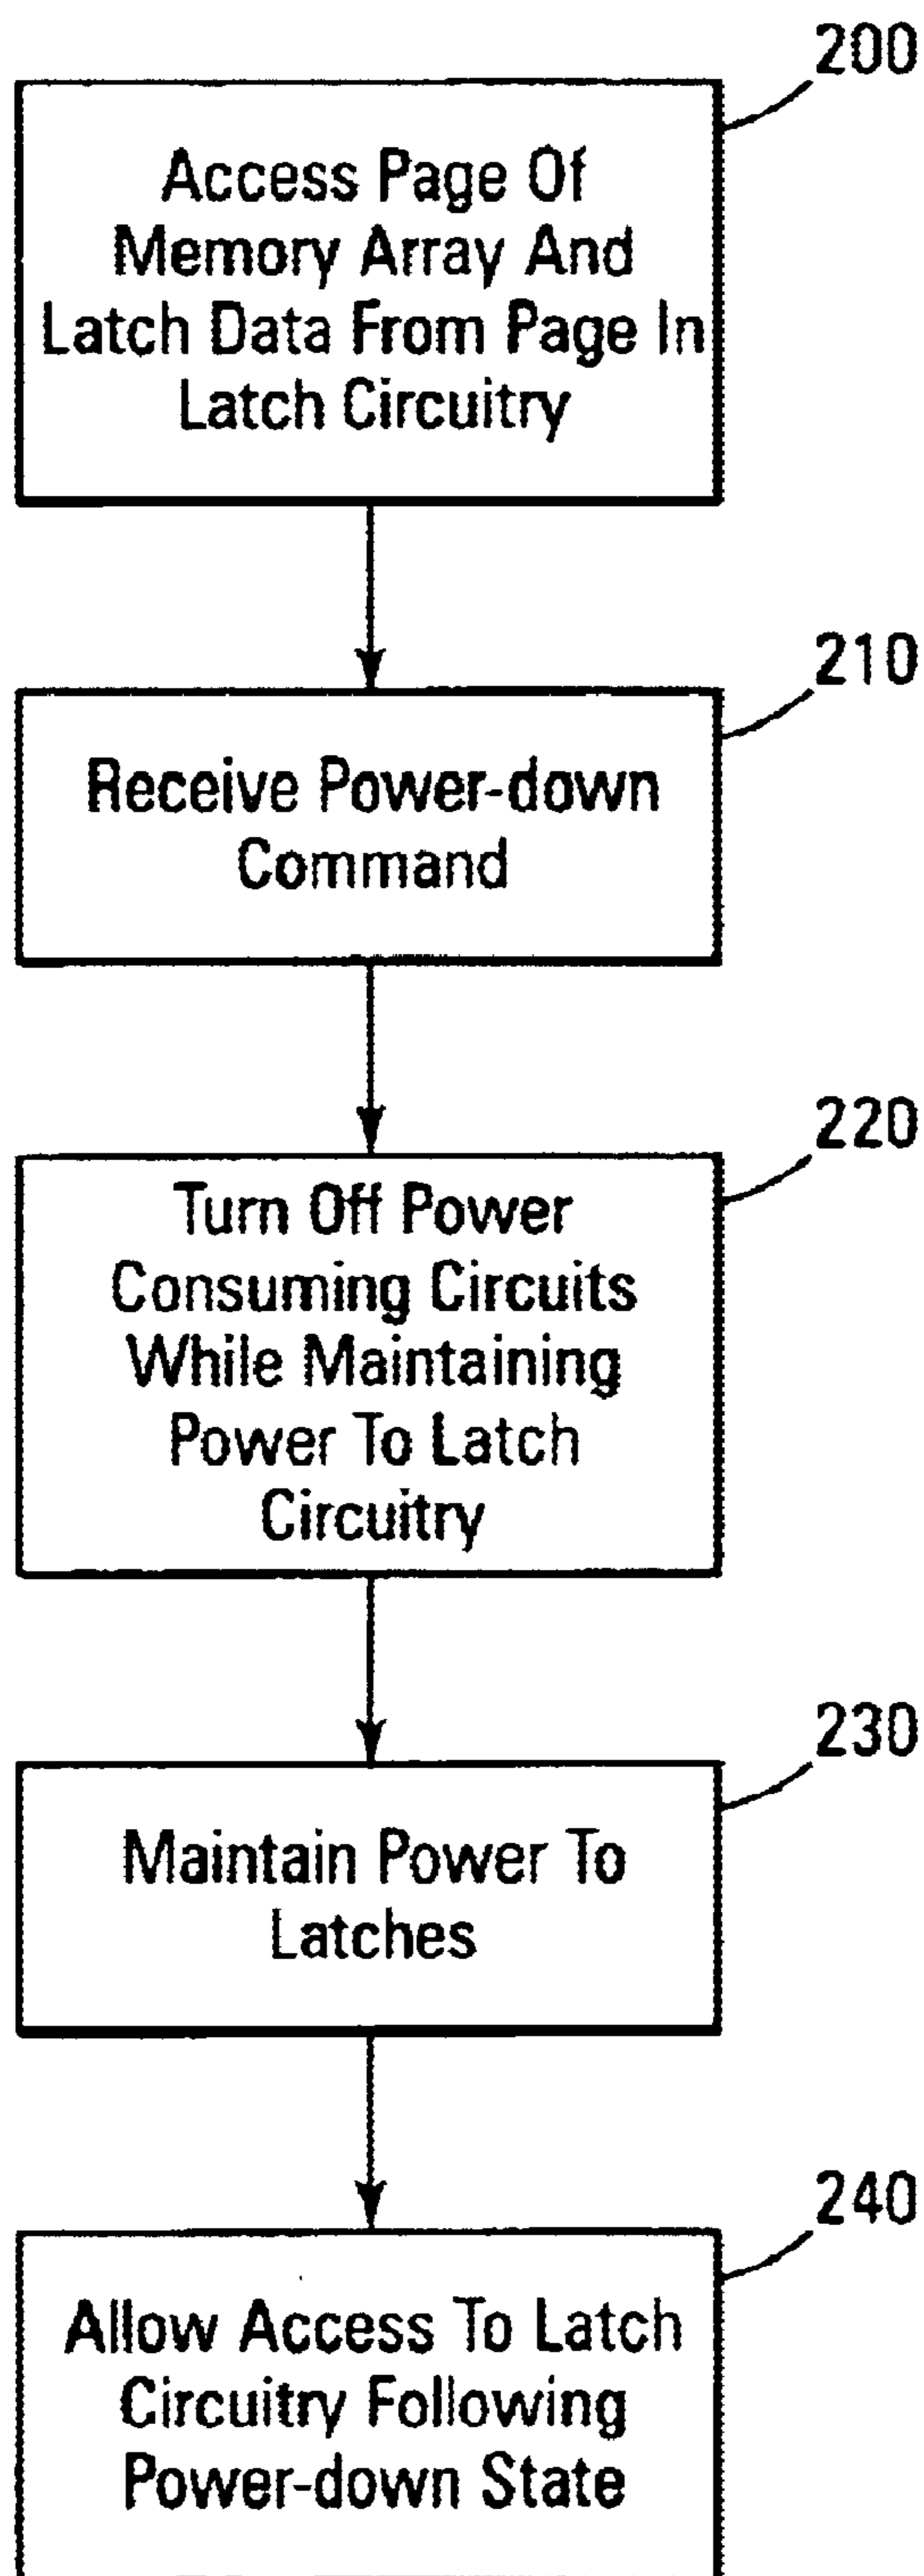 200
Access Page Of
Memory Array And
Latch Data From Page In
Latch Circuitry
210
Receive Power-down
Command
220
Turn Off Power
Consuming Circuits
While Maintaining
Power To Latch
Circuitry
230
Maintain Power To
Latches
240
Allow Access To Latch
Circuitry Following
Power-down State